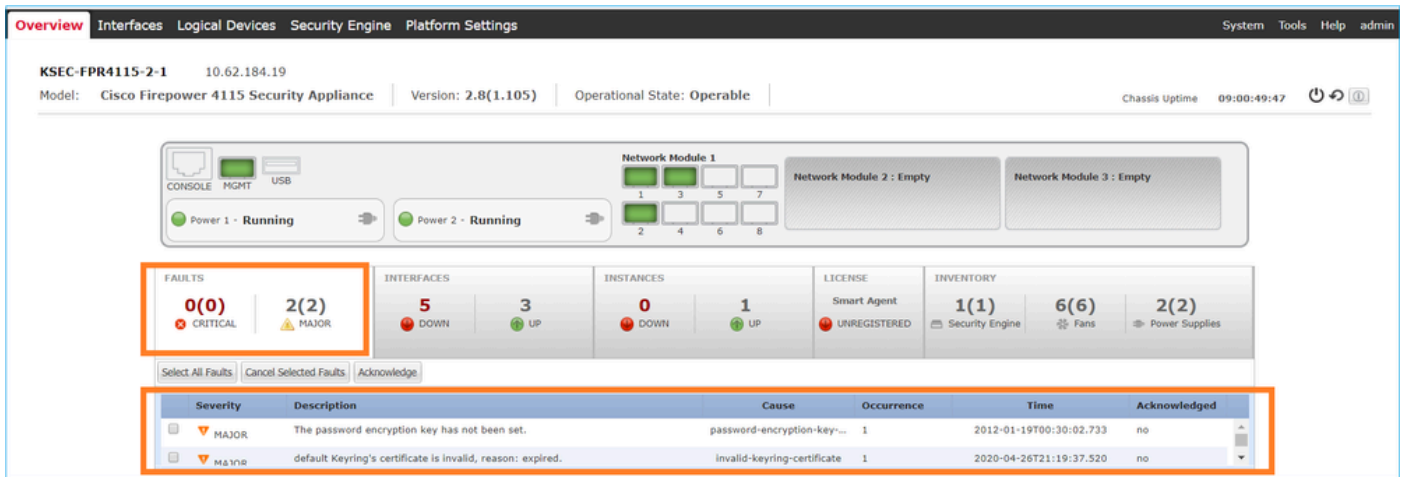 Overview Interfaces Logical Devices Security Engine Platform Settings System Tools Help admin
KSEC-FPR4115-2-1 10.62.184.19
Model: Cisco Firepower 4115 Security Appliance Version: 2.8(1.105) Operational State: Operable Chassis Uptime 09:00:49:47
Network Module 1
CONSOLE MGMT USB
1 3 5 7
Network Module 2 : Empty Network Module 3 : Empty
Power 1 - Running Power 2 - Running
2 4 6 8
FAULTS INTERFACES INSTANCES LICENSE INVENTORY
0(0) 2(2) 5 3 0 1 Smart Agent 1(1) 6(6) 2(2)
CRITICAL MAJOR DOWN UP DOWN UP UNREGISTERED Security Engine Fans Power Supplies
Select All Faults Cancel Selected Faults Acknowledge
Severity Description Cause Occurrence Time Acknowledged
MAJOR The password encryption key has not been set. password-encryption-key-... 1 2012-01-19T00:30:02.733 no
MAJOR default Keyring's certificate is invalid, reason: expired. invalid-keyring-certificate 1 2020-04-26T21:19:37.520 no